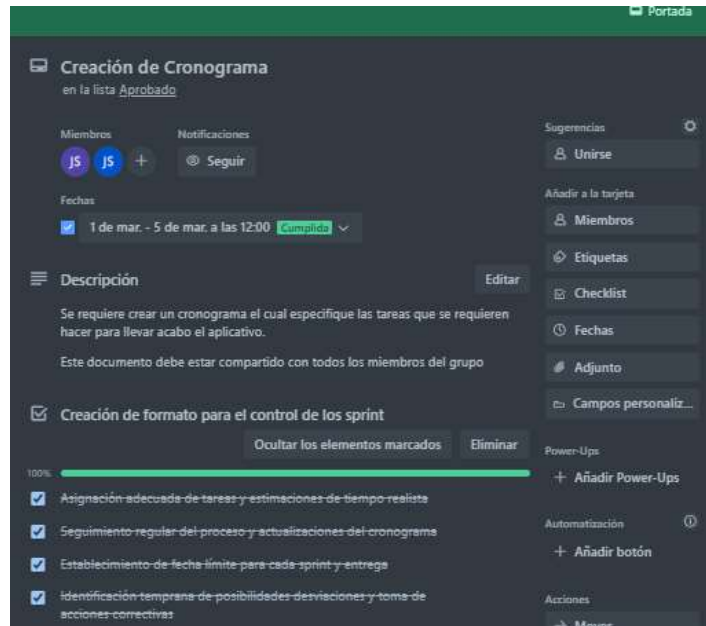 Portada
Creación de Cronograma
en la lista Aprobado
Miembros
Notificaciones
JS JS +
Seguir
Fechas
1 de mar. - 5 de mar. a las 12:00 Cumplida
Descripción
Editar
Se requiere crear un cronograma el cual especifique las tareas que se requieren
hacer para llevar acabo el aplicativo.
Este documento debe estar compartido con todos los miembros del grupo
Creación de formato para el control de los sprint
Ocultar los elementos marcados
Eliminar
100%
Asignación adecuada de tareas y estimaciones de tiempo realista
Seguimiento regular del proceso y actualizaciones del cronograma
Establecimiento de fecha límite para cada sprint y entrega
Identificación temprana de posibilidades desviaciones y toma de
acciones correctivas
Sugerencias
Unirse
Añadir a la tarjeta
Miembros
Etiquetas
Checklist
Fechas
Adjunto
Campos personaliz...
Power-Ups
+ Añadir Power-Ups
Automatización
+ Añadir botón
Acciones
→ Mover